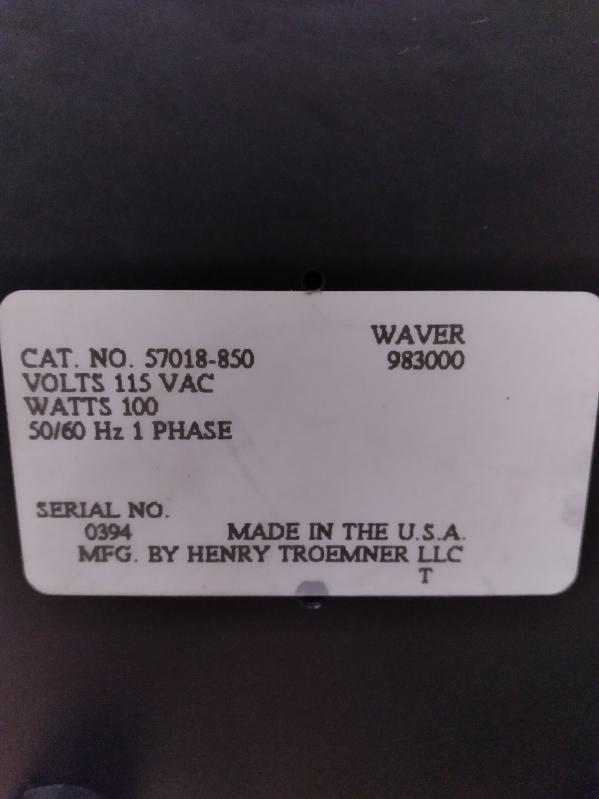 WAVER
CAT. NO. 57018-850 983000
VOLTS 115 VAC
WATTS 100
50/60 Hz 1 PHASE
SERIAL NO.
0394 MADE IN THE U.S.A.
MFG. BY HENRY TROEMNER LLC
T